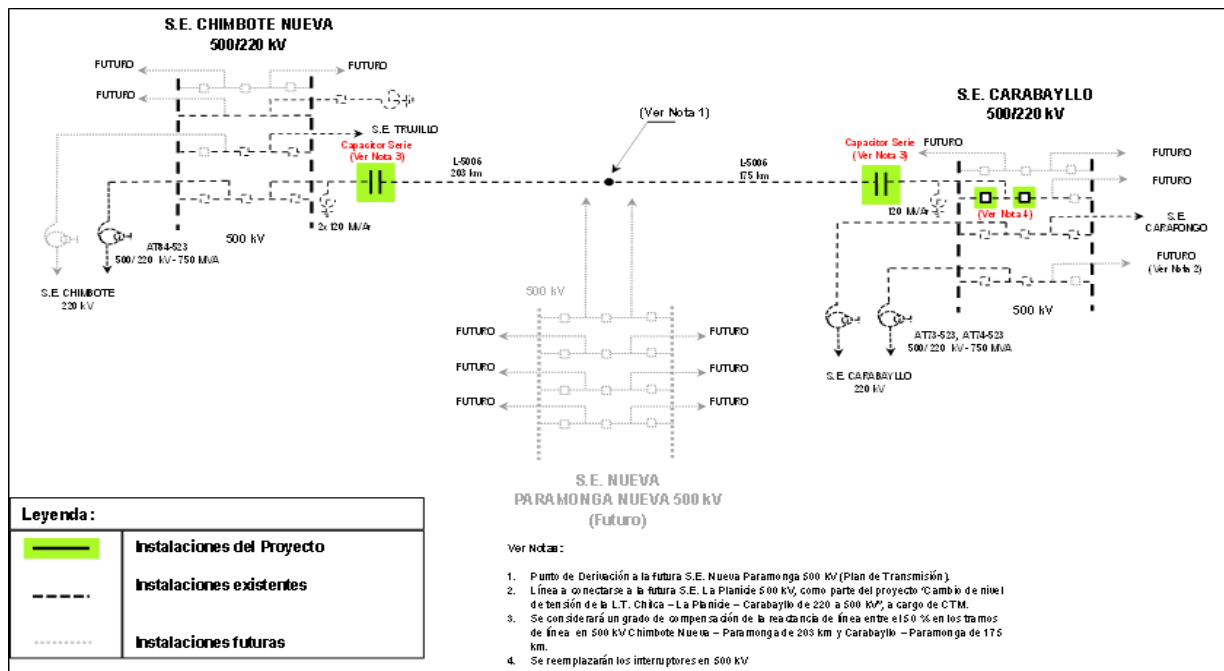 S.E. CHIMBOTE NUEVA
500/220 kV
FUTURO
FUTURO
FUTURO
S.E. TRUJILLO
Capacitor Serie
(Ver Nota 3)
L-5006
203 km
2x120 MVAr
500 kV
AT84-523
500/220 kV-750 MVA
S.E. CHIMBOTE
220 kV
(Ver Nota 1)
L-5006
175 km
S.E. CARABAYLLO
500/220 kV
Capacitor Serie
(Ver Nota 3)
FUTURO
FUTURO
FUTURO
120 MVAr
(Ver Nota 4)
S.E.
CARAPONGO
FUTURO
(Ver Nota 2)
500 kV
AT73-523, AT74-523
500/220 kV-750 MVA
S.E. CARABAYLLO
220 kV
500 kV
FUTURO
FUTURO
FUTURO
FUTURO
FUTURO
FUTURO
S.E. NUEVA
PARAMONGA NUEVA 500 kV
(Futuro)
Leyenda:
Instalaciones del Proyecto
Instalaciones existentes
Instalaciones futuras
Ver Notas:
1. Punto de Derivación a la futura S.E. Nueva Paramonga 500 kV (Plan de Transmisión).
2. Línea a conectarse a la futura S.E. La Planicie 500 kV, como parte del proyecto "Cambio de nivel
de tensión de la L.T. Chilca – La Planicie – Carabayllo de 220 a 500 kV", a cargo de CTM.
3. Se considerará un grado de compensación de la reactancia de línea entre el 50 % en los tramos
de línea en 500 kV Chimbote Nueva – Paramonga de 203 km y Carabayllo – Paramonga de 175
km.
4. Se reemplazarán los interruptores en 500 kV